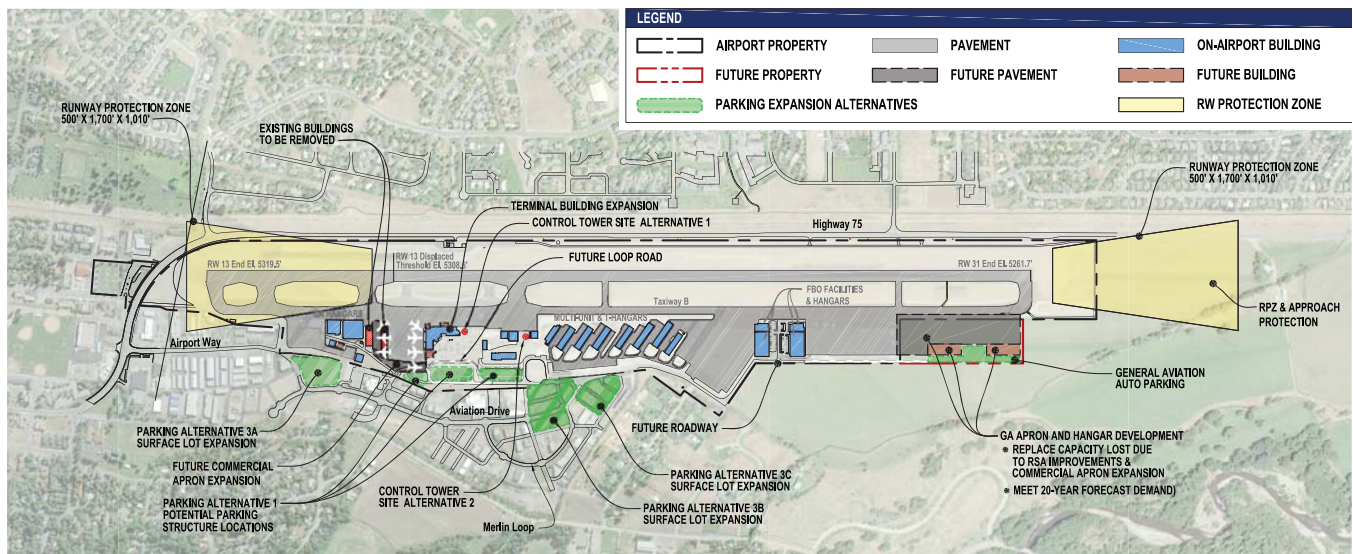 LEGEND
AIRPORT PROPERTY
PAVEMENT
ON-AIRPORT BUILDING
FUTURE PROPERTY
FUTURE PAVEMENT
FUTURE BUILDING
PARKING EXPANSION ALTERNATIVES
RW PROTECTION ZONE
RUNWAY PROTECTION ZONE
500' X 1,700' X 1,010'
EXISTING BUILDINGS
TO BE REMOVED
RUNWAY PROTECTION ZONE
500' X 1,700' X 1,010'
TERMINAL BUILDING EXPANSION
CONTROL TOWER SITE ALTERNATIVE 1
Highway 75
FUTURE LOOP ROAD
RW 13 End El. 5319.5'
RW 13 Displaced
Threshold El. 5308.5'
RW 31 End El. 5261.7'
Taxiway B
FBO FACILITIES
& HANGARS
RPZ & APPROACH
PROTECTION
HANGARS
MULTI-UNIT & T-HANGARS
Airport Way
GENERAL AVIATION
AUTO PARKING
Aviation Drive
PARKING ALTERNATIVE 3A
SURFACE LOT EXPANSION
FUTURE ROADWAY
GA APRON AND HANGAR DEVELOPMENT
REPLACE CAPACITY LOST DUE
TO RSA IMPROVEMENTS &
COMMERCIAL APRON EXPANSION
MEET 20-YEAR FORECAST DEMAND)
FUTURE COMMERCIAL
APRON EXPANSION
PARKING ALTERNATIVE 3C
SURFACE LOT EXPANSION
CONTROL TOWER
SITE ALTERNATIVE 2
PARKING ALTERNATIVE 1
POTENTIAL PARKING
STRUCTURE LOCATIONS
PARKING ALTERNATIVE 3B
SURFACE LOT EXPANSION
Merlin Loop